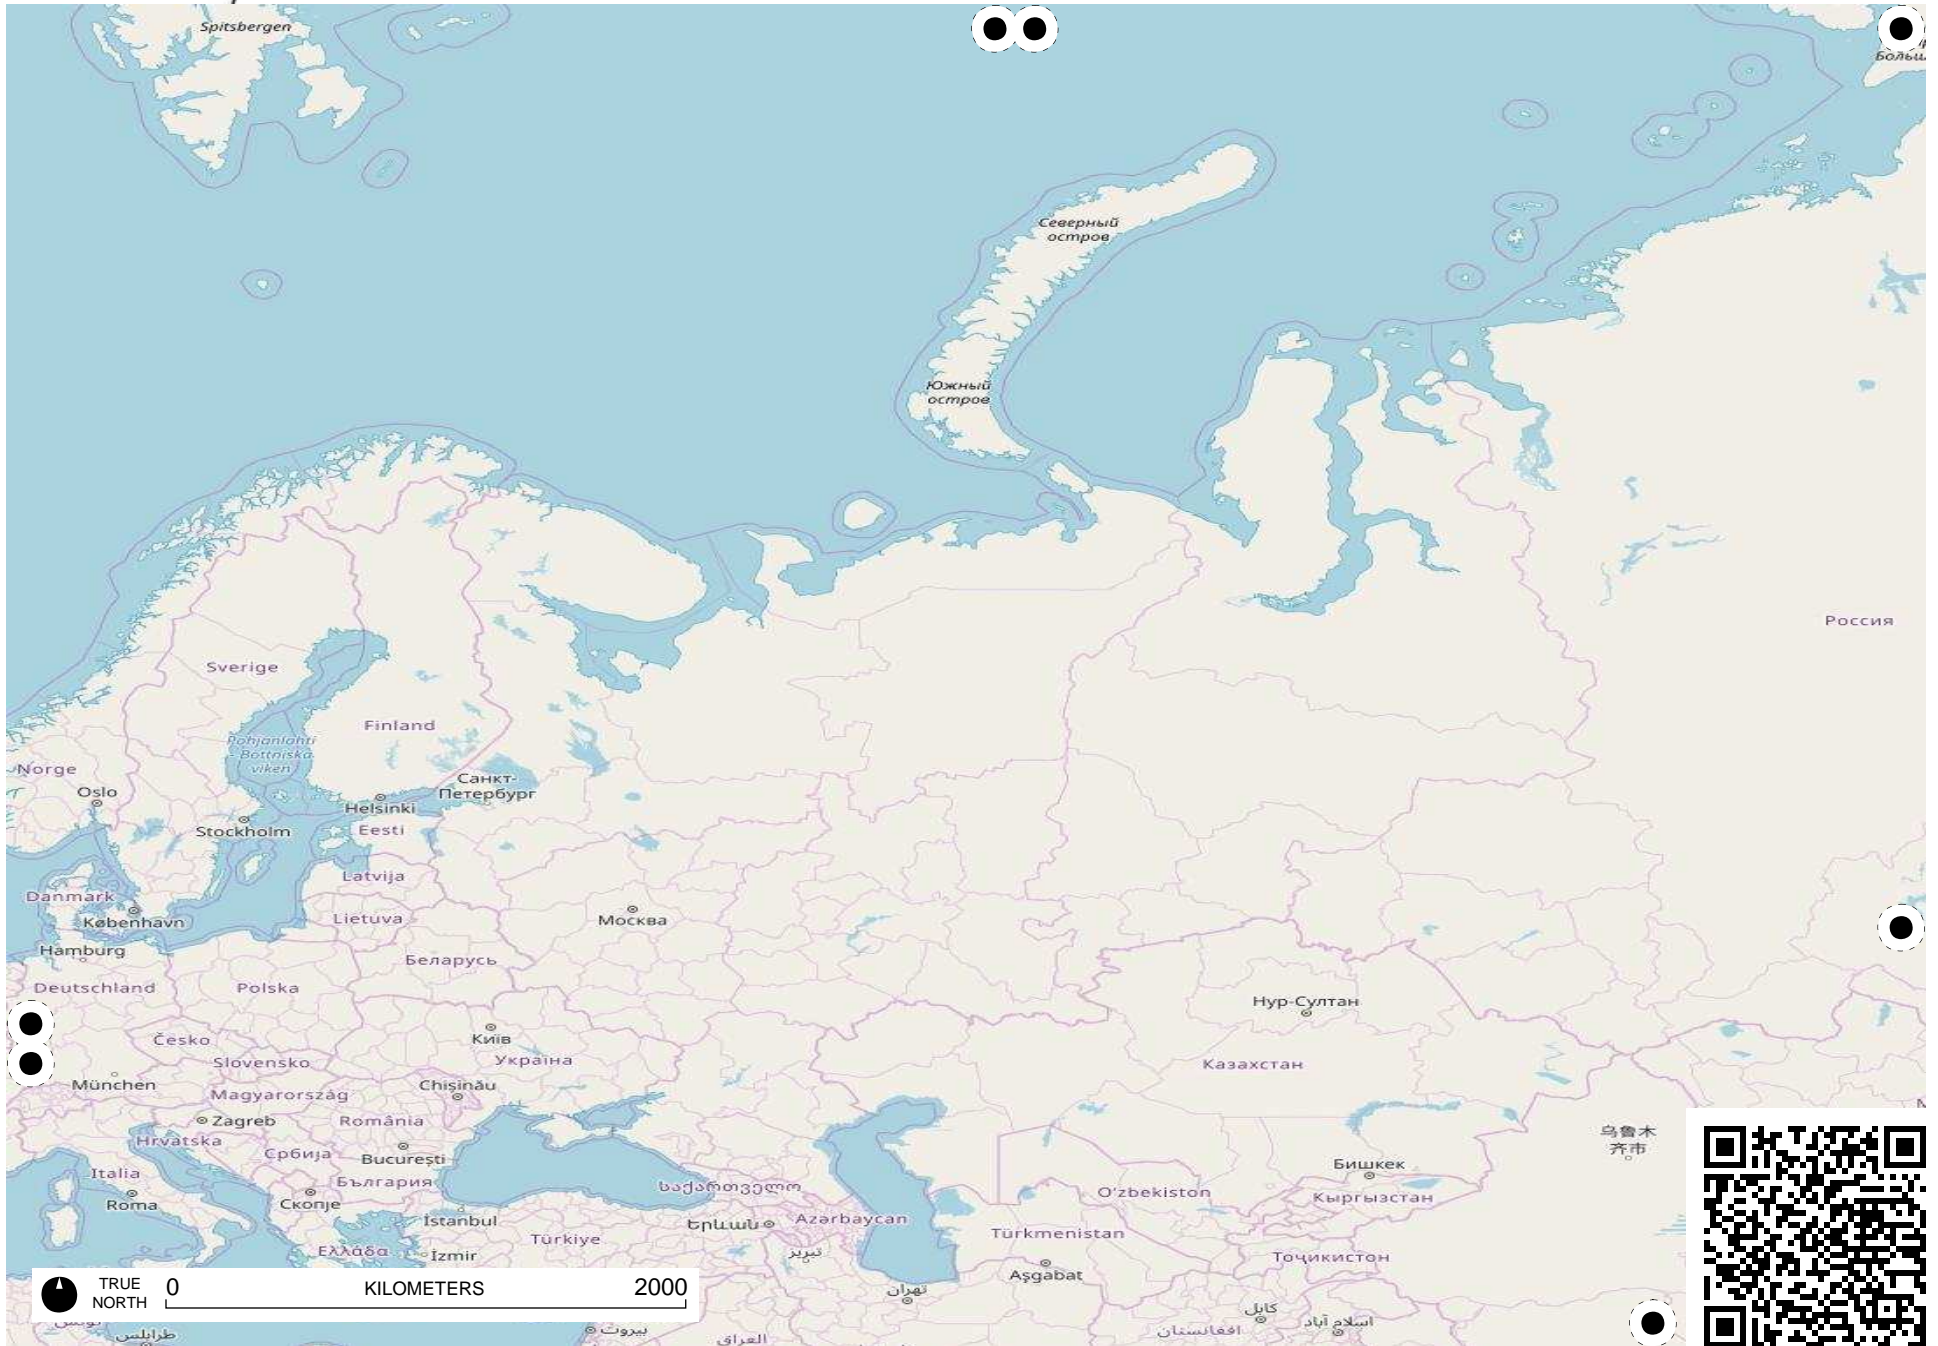 Spitsbergen
Северный
остров
Южный
остров
Россия
Sverige
Finland
Pohjanlahti
- Bottniska
viken
Norge
Oslo
Санкт-
Петербург
Helsinki
Stockholm
Eesti
Latvija
Danmark
København
Lietuva
Москва
Hamburg
Беларусь
Deutschland
Polska
Нур-Султан
Česko
Київ
Slovensko
Україна
Казахстан
München
Chișinău
Magyarország
Zagreb
România
Hrvatska
Србија
București
乌鲁木
齐市
Бишкек
Italia
България
საქართველო
O'zbekiston
Кыргызстан
Roma
Скопје
İstanbul
Երևան
Azərbaycan
Türkiye
Türkmenistan
Ελλάδα
İzmir
تبریز
Тоҷикистон
Aşgabat
تهران
TRUE
NORTH
0
KILOMETERS
2000
کابل
اسلام آباد
افغانستان
بيروت
العراق
طرابلس